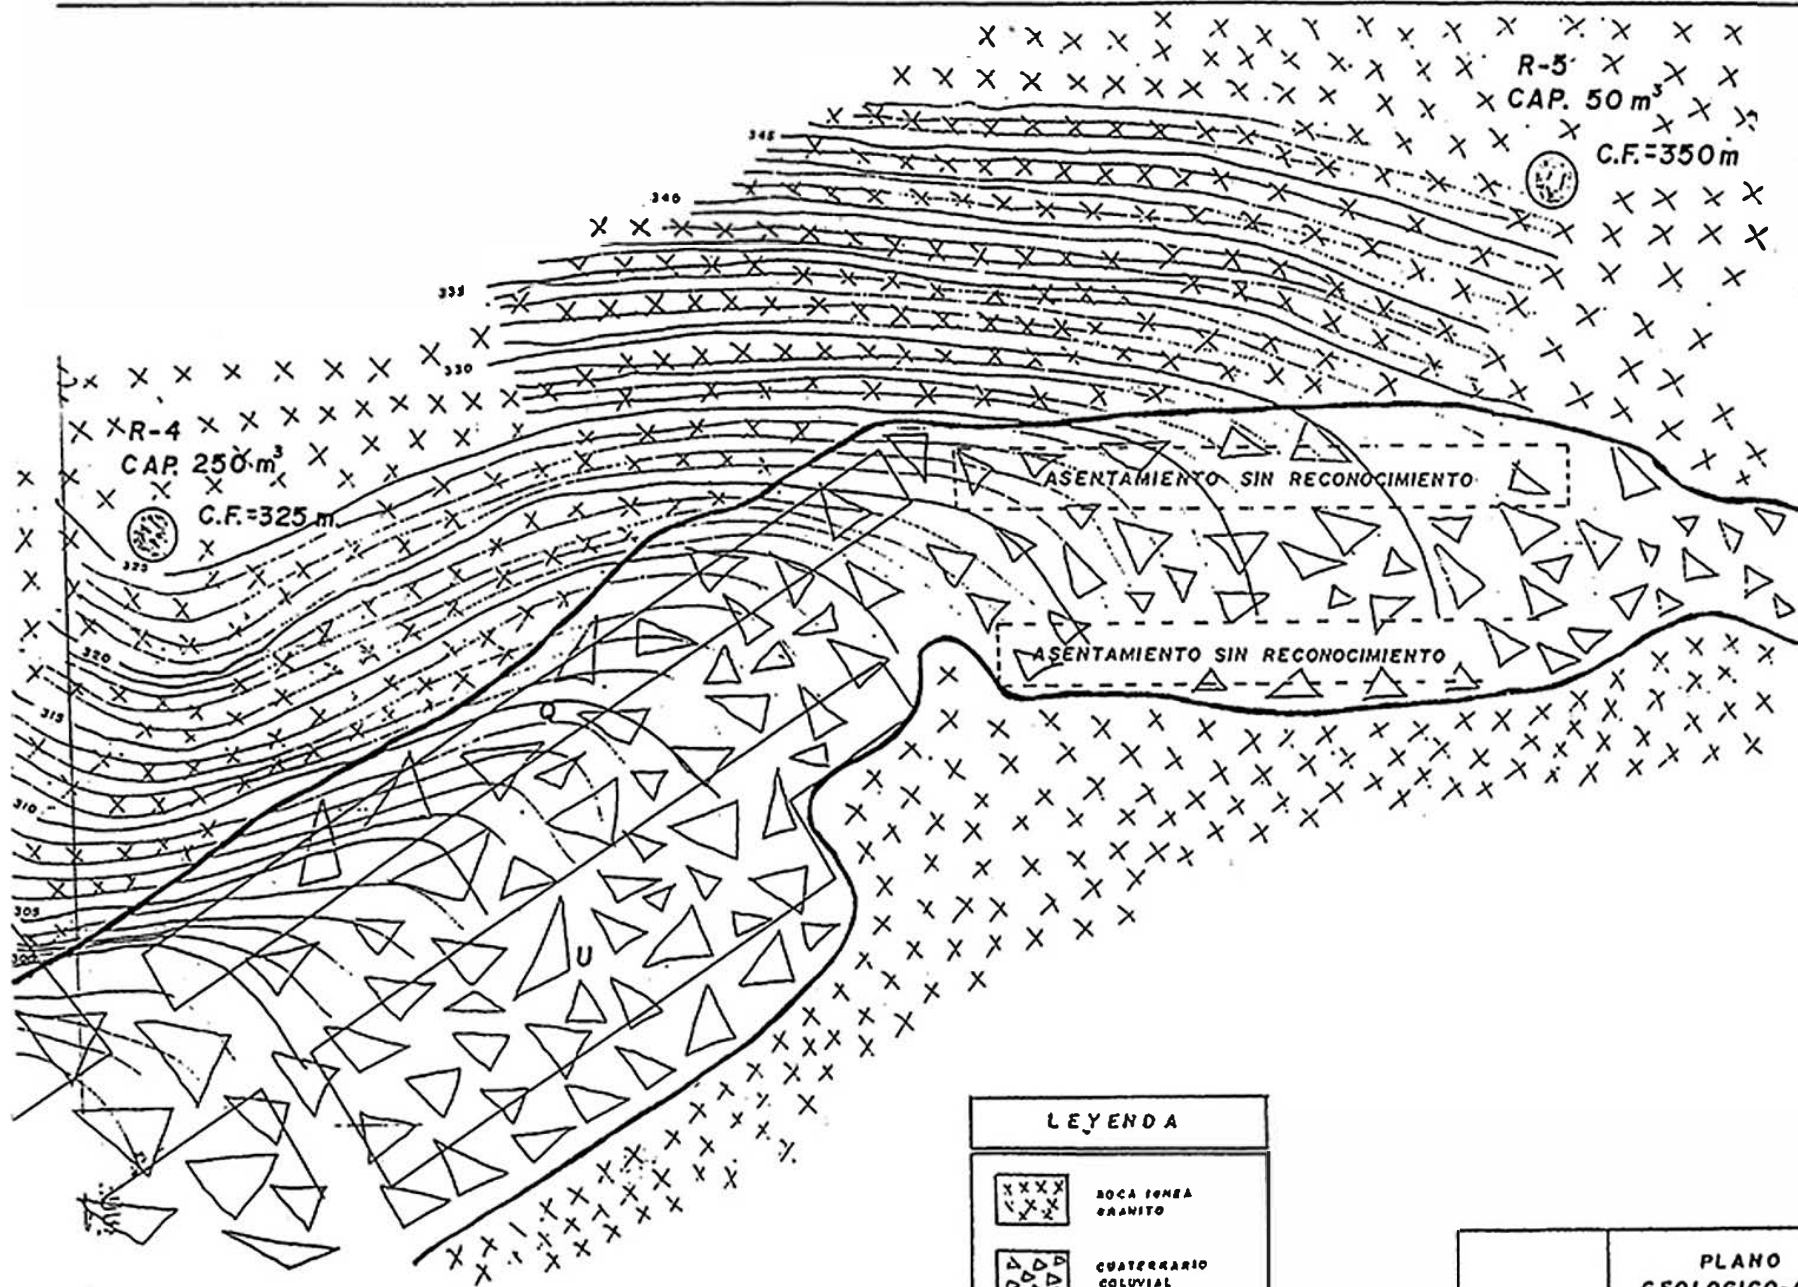 R-5
CAP. 50 m³
C.F.=350 m
345
340
335
330
R-4
CAP. 250 m³
C.F.=325 m.
325
320
315
310
305
300
ASENTAMIENTO SIN RECONOCIMIENTO
ASENTAMIENTO SIN RECONOCIMIENTO
Q
U
LEYENDA
ROCA
GRANITO
CUATERNARIO
COLUVIAL
PLANO